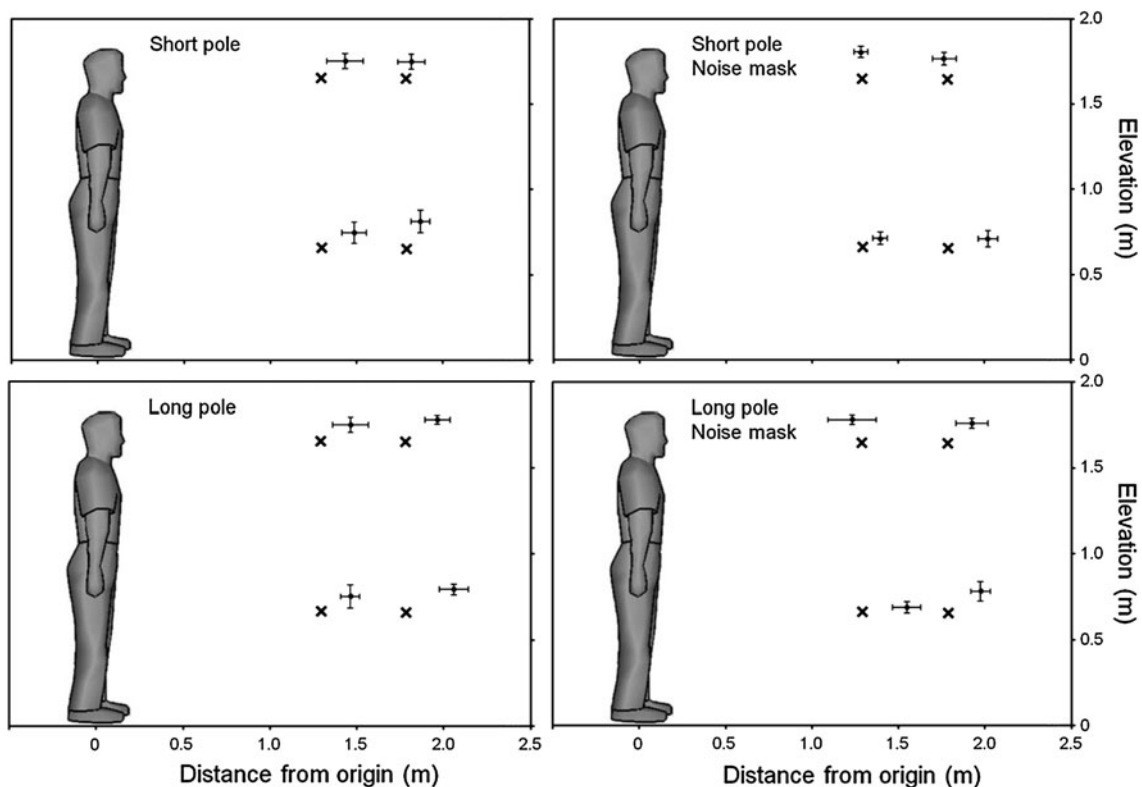 Short pole
Short pole
Noise mask
2.0
1.5
1.0
0.5
0
Elevation (m)
Long pole
Long pole
Noise mask
2.0
1.5
1.0
0.5
0
Elevation (m)
0 0.5 1.0 1.5 2.0 2.5
Distance from origin (m)
0 0.5 1.0 1.5 2.0 2.5
Distance from origin (m)